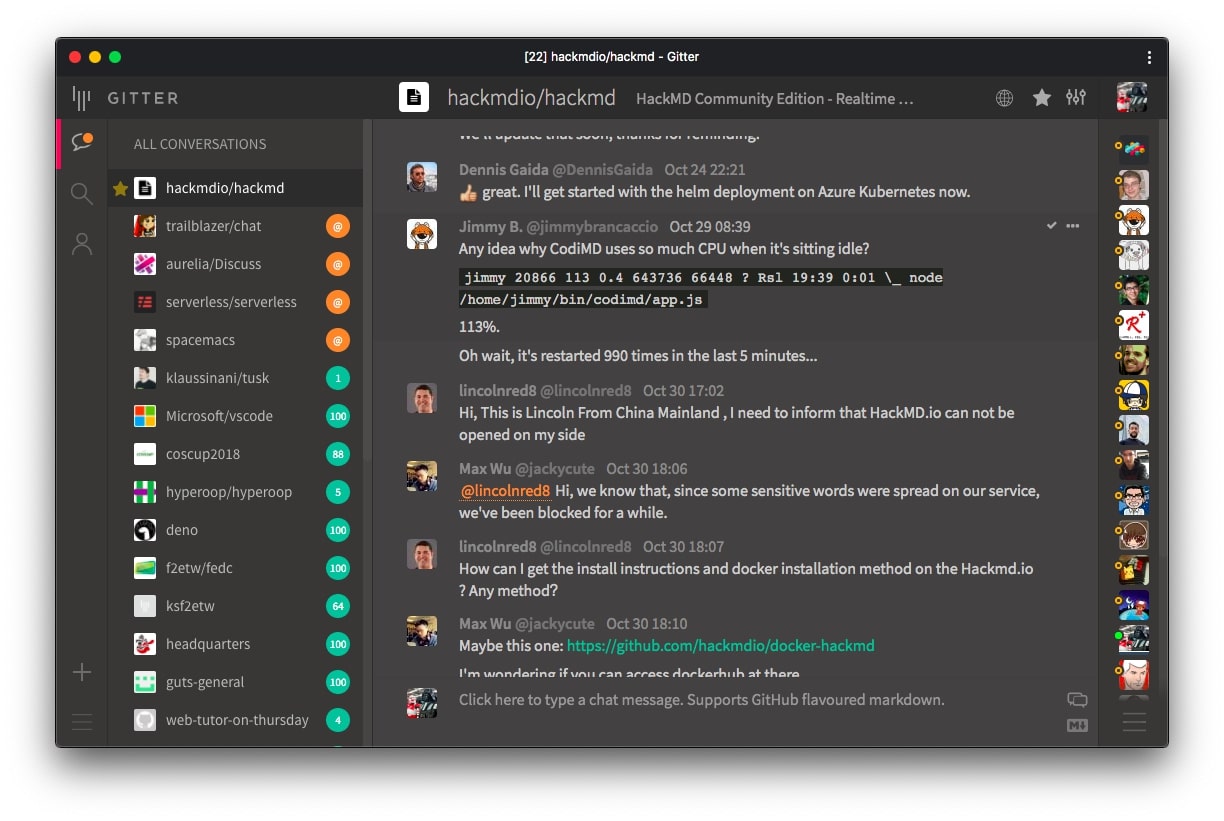 [22] hackmdio/hackmd - Gitter
GITTER
hackmdio/hackmd HackMD Community Edition - Realtime …
ALL CONVERSATIONS
hackmdio/hackmd
trailblazer/chat @
aurelia/Discuss @
serverless/serverless @
spacemacs @
klaussinani/tusk 1
Microsoft/vscode 100
coscup2018 88
hyperoop/hyperoop 5
deno 100
f2etw/fedc 100
ksf2etw 64
headquarters 100
guts-general 100
web-tutor-on-thursday 4
We'll update that soon, thanks for reminding.
Dennis Gaida @DennisGaida Oct 24 22:21
👍 great. I'll get started with the helm deployment on Azure Kubernetes now.
Jimmy B. @jimmybrancaccio Oct 29 08:39
Any idea why CodiMD uses so much CPU when it's sitting idle?
jimmy 20866 113 0.4 643736 66448 ? Rsl 19:39 0:01 \_ node
/home/jimmy/bin/codimd/app.js
113%.
Oh wait, it's restarted 990 times in the last 5 minutes...
lincolnred8 @lincolnred8 Oct 30 17:02
Hi, This is Lincoln From China Mainland , I need to inform that HackMD.io can not be
opened on my side
Max Wu @jackycute Oct 30 18:06
@lincolnred8 Hi, we know that, since some sensitive words were spread on our service,
we've been blocked for a while.
lincolnred8 @lincolnred8 Oct 30 18:07
How can I get the install instructions and docker installation method on the Hackmd.io
? Any method?
Max Wu @jackycute Oct 30 18:10
Maybe this one: https://github.com/hackmdio/docker-hackmd
I'm wondering if you can access dockerhub at there
Click here to type a chat message. Supports GitHub flavoured markdown.
M
R+